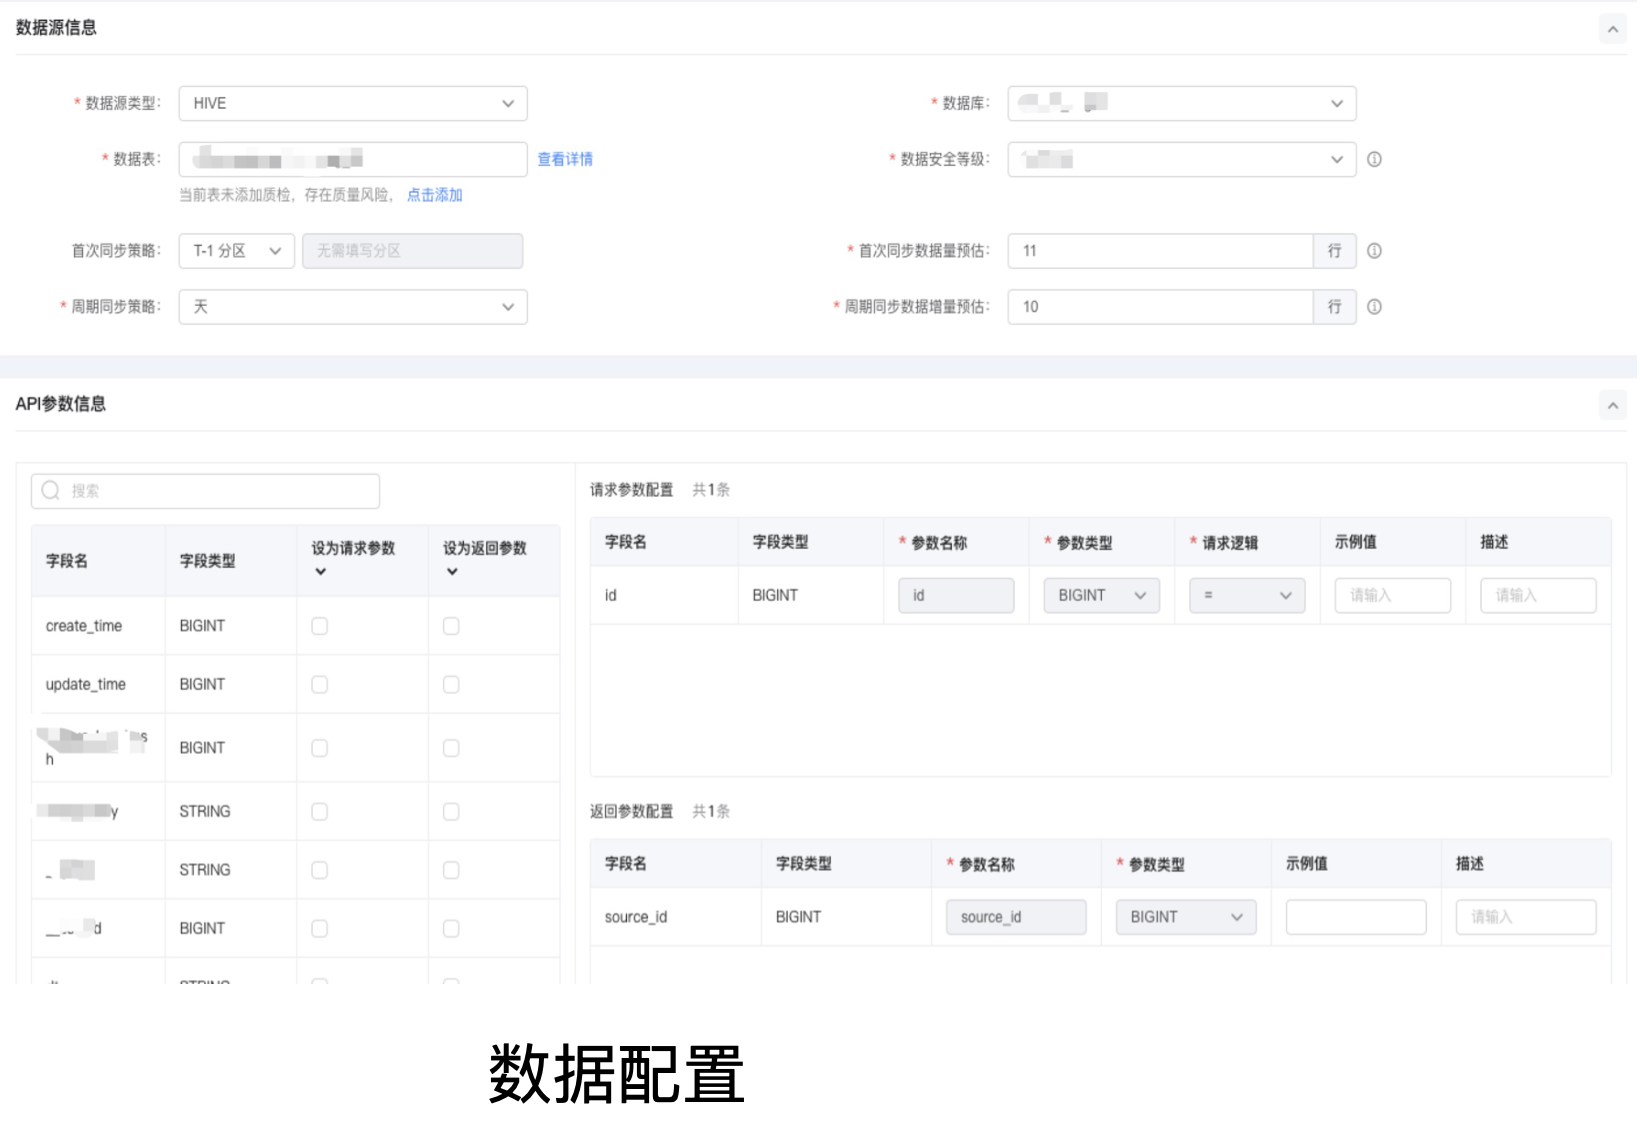 数据源信息
* 数据源类型: HIVE
* 数据库:
* 数据表: 查看详情
* 数据安全等级:
当前表未添加质检, 存在质量风险, 点击添加
首次同步策略: T-1 分区 无需填写分区
* 首次同步数据量预估: 11 行
* 周期同步策略: 天
* 周期同步数据增量预估: 10 行
API参数信息
搜索
字段名 字段类型 设为请求参数 设为返回参数
create_time BIGINT
update_time BIGINT
BIGINT
STRING
STRING
BIGINT
STRING
请求参数配置 共1条
字段名 字段类型 * 参数名称 * 参数类型 * 请求逻辑 示例值 描述
id BIGINT id BIGINT = 请输入 请输入
返回参数配置 共1条
字段名 字段类型 * 参数名称 * 参数类型 示例值 描述
source_id BIGINT source_id BIGINT 请输入
数据配置